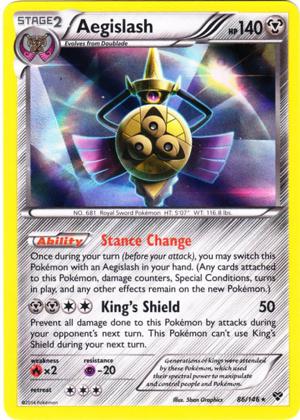 STAGE2
Aegislash
HP140
Evolves from Doublade
NO. 681 Royal Sword Pokémon HT: 5'07" WT: 116.8 lbs.
Ability Stance Change
Once during your turn (before your attack), you may switch this
Pokémon with an Aegislash in your hand. (Any cards attached
to this Pokémon, damage counters, Special Conditions, turns
in play, and any other effects remain on the new Pokémon.)
King's Shield 50
Prevent all damage done to this Pokémon by attacks during
your opponent's next turn. This Pokémon can't use King's
Shield during your next turn.
weakness resistance
×2 -20
retreat
Generations of kings were attended
by these Pokémon, which used their
spectral power to manipulate and
control people and Pokémon.
©2014 Pokémon
Illus. 5ban Graphics
86/146 ★
XY